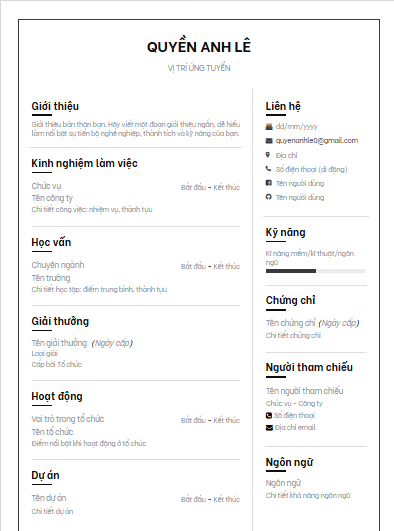 QUYỀN ANH LÊ
VỊ TRÍ ỨNG TUYỂN
Giới thiệu
Giới thiệu bản thân bạn. Hãy viết một đoạn giới thiệu ngắn, dễ hiểu
làm nổi bật sự tiến bộ nghề nghiệp, thành tích và kỹ năng của bạn.
Kinh nghiệm làm việc
Chức vụ
Bắt đầu - Kết thúc
Tên công ty
Chi tiết công việc: nhiệm vụ, thành tựu
Học vấn
Chuyên ngành
Bắt đầu - Kết thúc
Tên trường
Chi tiết học tập: điểm trung bình, thành tựu
Giải thưởng
Tên giải thưởng (Ngày cấp)
Loại giải
Cấp bởi Tổ chức
Hoạt động
Vai trò trong tổ chức
Bắt đầu - Kết thúc
Tên tổ chức
Điểm nổi bật khi hoạt động ở tổ chức
Dự án
Tên dự án
Bắt đầu - Kết thúc
Chi tiết dự án
Liên hệ
dd/mm/yyyy
quyenanhle0@gmail.com
Địa chỉ
Số điện thoại (di động)
Tên người dùng
Tên người dùng
Kỹ năng
Kĩ năng mềm/kĩ thuật/ngôn
ngữ
Chứng chỉ
Tên chứng chỉ (Ngày cấp)
Chi tiết chứng chỉ
Người tham chiếu
Tên người tham chiếu
Chức vụ - Công ty
Số điện thoại
Địa chỉ email
Ngôn ngữ
Ngôn ngữ
Chi tiết khả năng ngôn ngữ